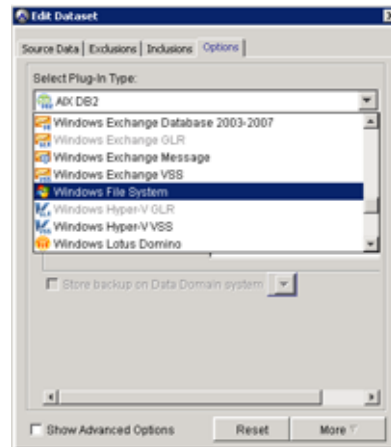 Edit Dataset
Source Data Exclusions Inclusions Options
Select Plug-In Type:
AIX DB2
Windows Exchange Database 2003-2007
Windows Exchange GLR
Windows Exchange Message
Windows Exchange VSS
Windows File System
Windows Hyper-V GLR
Windows Hyper-V VSS
Windows Lotus Domino
Store backup on Data Domain system
Show Advanced Options Reset More